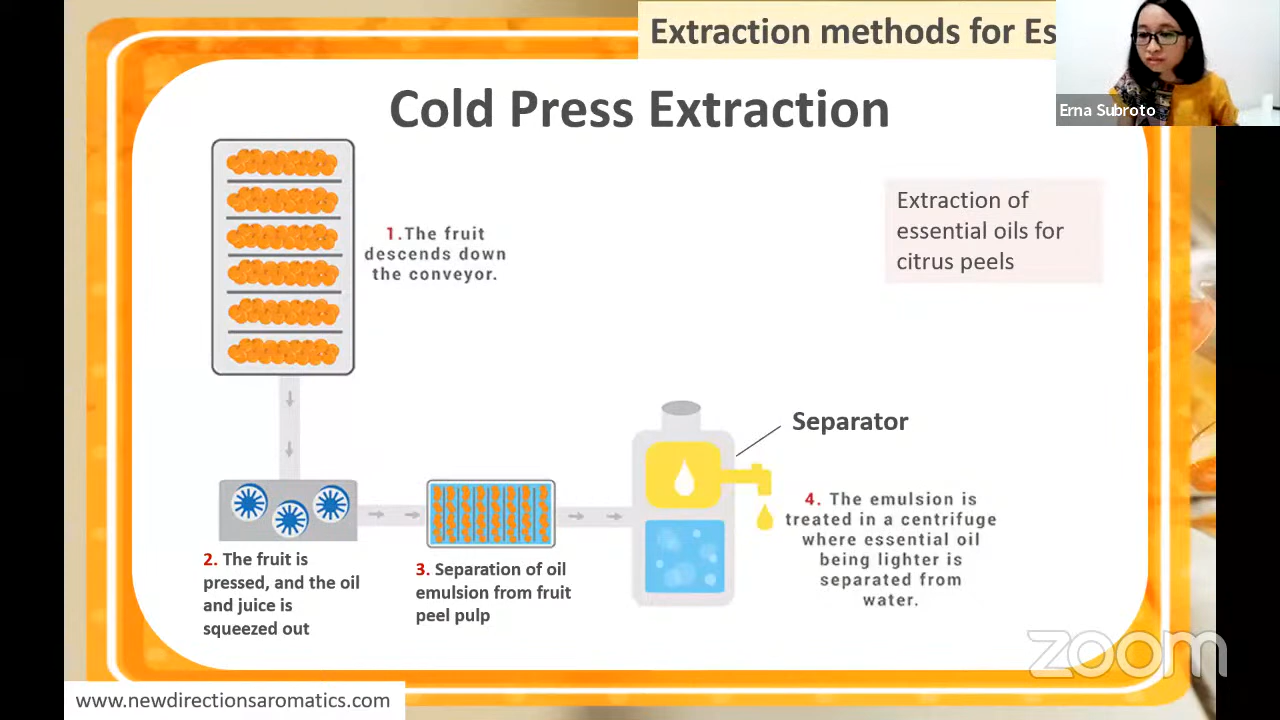 Extraction methods for Es
Erna Subroto
Cold Press Extraction
Extraction of
essential oils for
citrus peels
1.The fruit
descends down
the conveyor.
Separator
2. The fruit is
pressed, and the oil
and juice is
squeezed out
3. Separation of oil
emulsion from fruit
peel pulp
4. The emulsion is
treated in a centrifuge
where essential oil
being lighter is
separated from
water.
zoom
www.newdirectionsaromatics.com